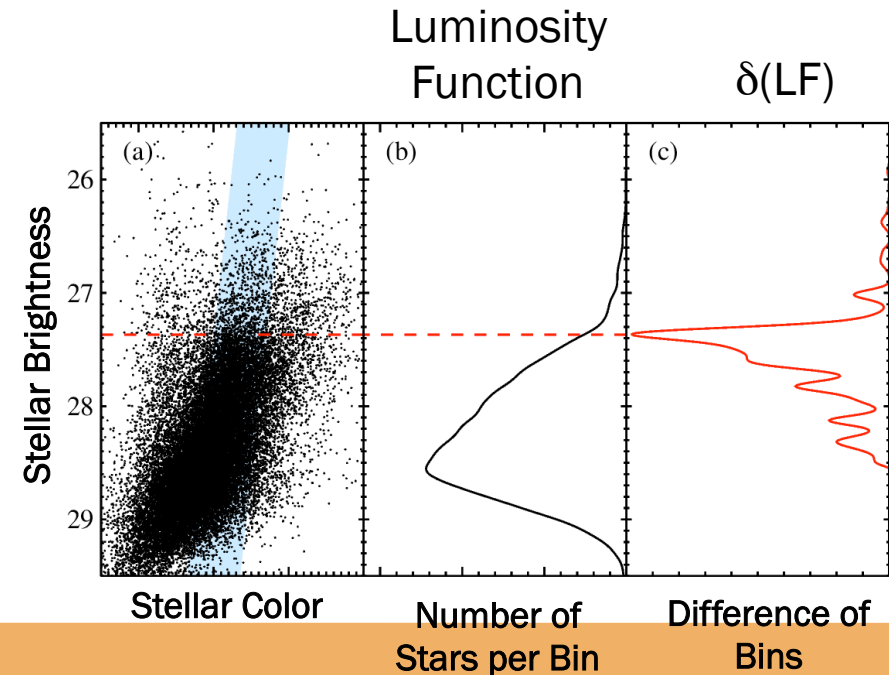 Luminosity
Function
δ(LF)
(a)
(b)
(c)
26
27
28
29
Stellar Brightness
Stellar Color
Number of
Stars per Bin
Difference of
Bins